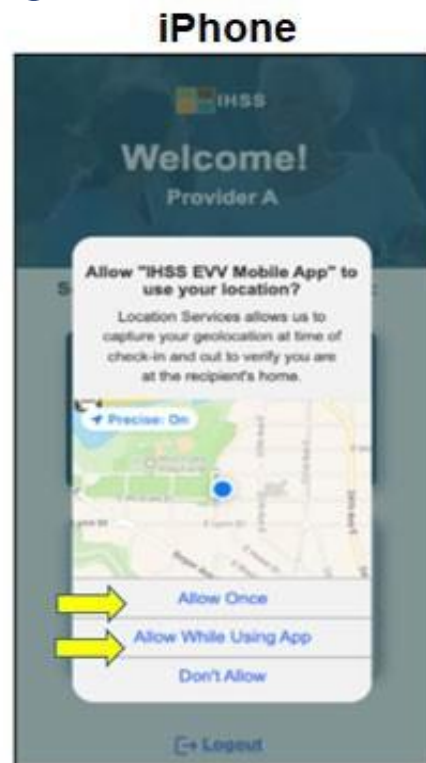 iPhone
IHSS
Welcome!
Provider A
Allow "IHSS EVV Mobile App" to
use your location?
Location Services allows us to
capture your geolocation at time of
check-in and out to verify you are
at the recipient's home.
Precise: On
Allow Once
Allow While Using App
Don't Allow
Logout